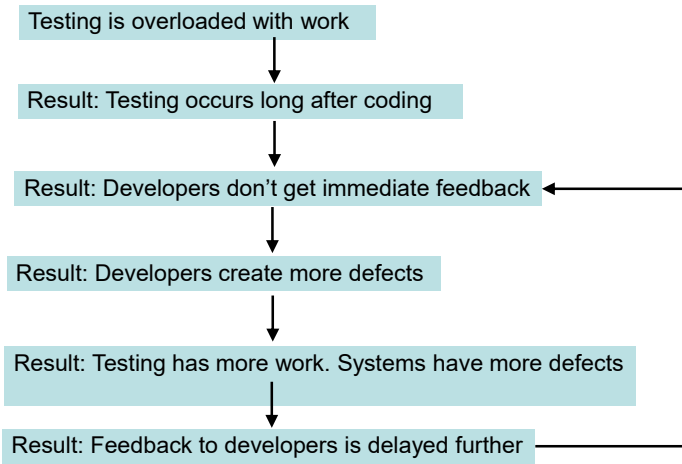 Testing is overloaded with work
Result: Testing occurs long after coding
Result: Developers don’t get immediate feedback
Result: Developers create more defects
Result: Testing has more work. Systems have more defects
Result: Feedback to developers is delayed further